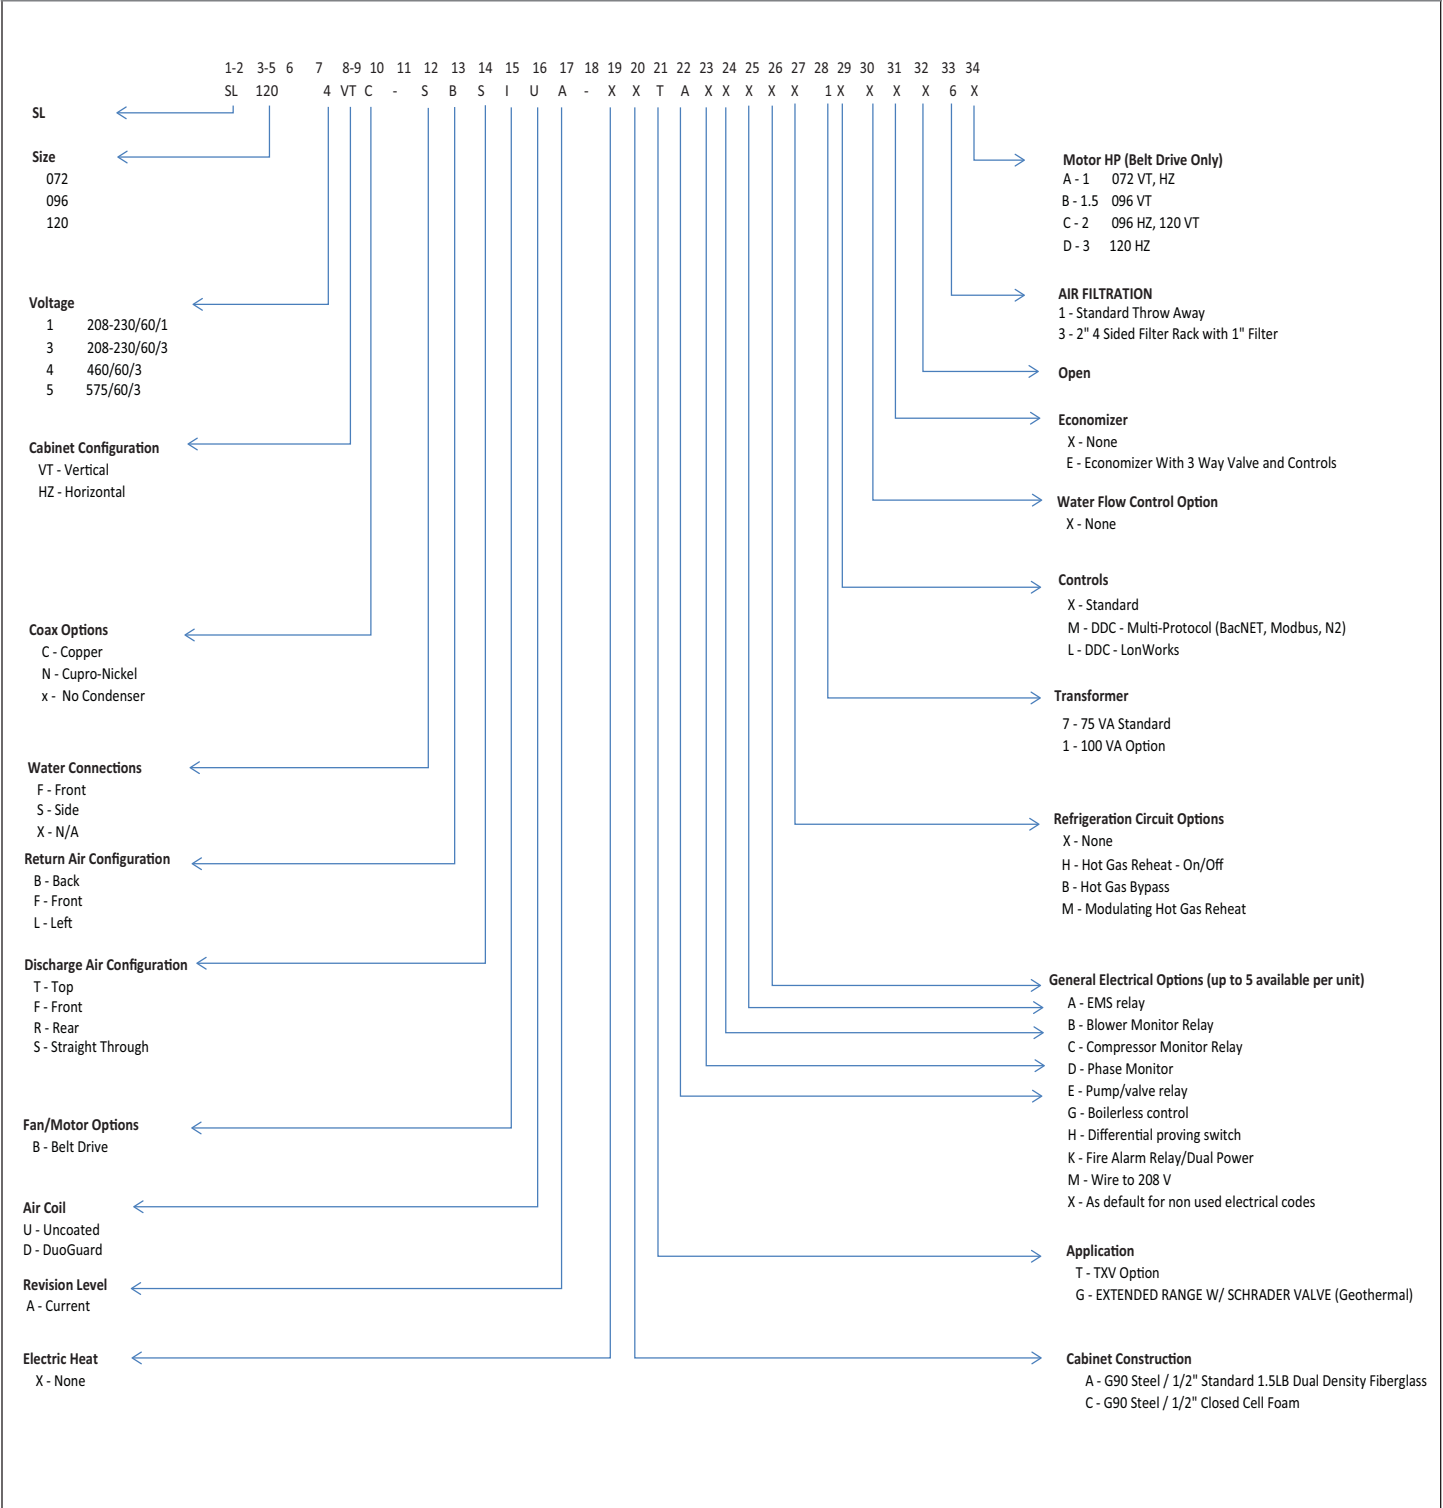 1-2 3-5 6 7 8-9 10 11 12 13 14 15 16 17 18 19 20 21 22 23 24 25 26 27 28 29 30 31 32 33 34
SL 120 4 VT C - S B S I U A - X X T A X X X X X 1 X X X X 6 X
SL
Size
072
096
120
Voltage
1 208-230/60/1
3 208-230/60/3
4 460/60/3
5 575/60/3
Cabinet Configuration
VT - Vertical
HZ - Horizontal
Coax Options
C - Copper
N - Cupro-Nickel
x - No Condenser
Water Connections
F - Front
S - Side
X - N/A
Return Air Configuration
B - Back
F - Front
L - Left
Discharge Air Configuration
T - Top
F - Front
R - Rear
S - Straight Through
Fan/Motor Options
B - Belt Drive
Air Coil
U - Uncoated
D - DuoGuard
Revision Level
A - Current
Electric Heat
X - None
Motor HP (Belt Drive Only)
A - 1 072 VT, HZ
B - 1.5 096 VT
C - 2 096 HZ, 120 VT
D - 3 120 HZ
AIR FILTRATION
1 - Standard Throw Away
3 - 2" 4 Sided Filter Rack with 1" Filter
Open
Economizer
X - None
E - Economizer With 3 Way Valve and Controls
Water Flow Control Option
X - None
Controls
X - Standard
M - DDC - Multi-Protocol (BacNET, Modbus, N2)
L - DDC - LonWorks
Transformer
7 - 75 VA Standard
1 - 100 VA Option
Refrigeration Circuit Options
X - None
H - Hot Gas Reheat - On/Off
B - Hot Gas Bypass
M - Modulating Hot Gas Reheat
General Electrical Options (up to 5 available per unit)
A - EMS relay
B - Blower Monitor Relay
C - Compressor Monitor Relay
D - Phase Monitor
E - Pump/valve relay
G - Boilerless control
H - Differential proving switch
K - Fire Alarm Relay/Dual Power
M - Wire to 208 V
X - As default for non used electrical codes
Application
T - TXV Option
G - EXTENDED RANGE W/ SCHRADER VALVE (Geothermal)
Cabinet Construction
A - G90 Steel / 1/2" Standard 1.5LB Dual Density Fiberglass
C - G90 Steel / 1/2" Closed Cell Foam